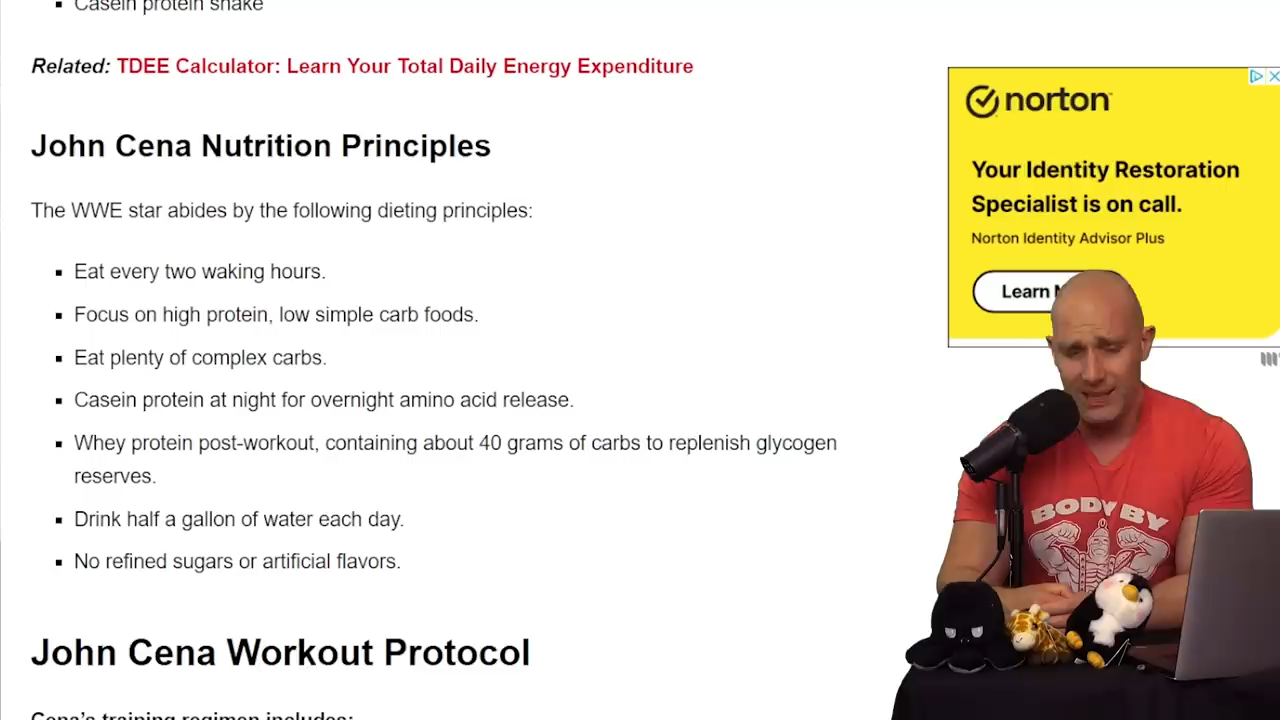 Casein protein shake
Related: TDEE Calculator: Learn Your Total Daily Energy Expenditure
John Cena Nutrition Principles
The WWE star abides by the following dieting principles:
Eat every two waking hours.
Focus on high protein, low simple carb foods.
Eat plenty of complex carbs.
Casein protein at night for overnight amino acid release.
Whey protein post-workout, containing about 40 grams of carbs to replenish glycogen
reserves.
Drink half a gallon of water each day.
No refined sugars or artificial flavors.
John Cena Workout Protocol
Cena's training regimen includes:
norton
Your Identity Restoration
Specialist is on call.
Norton Identity Advisor Plus
Learn
BODY BY